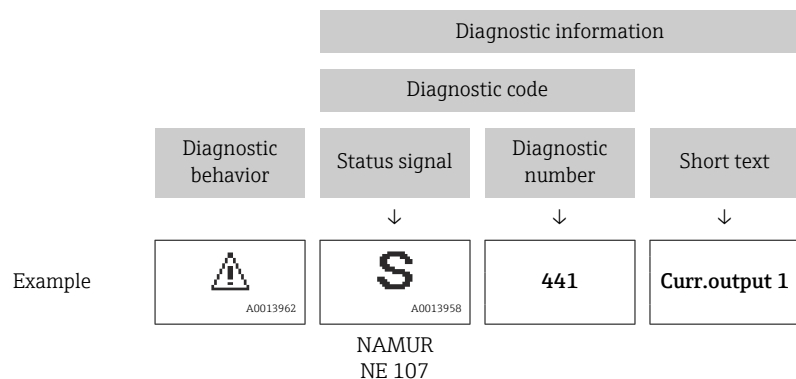 Diagnostic information
Diagnostic code
Diagnostic
behavior
Status signal
Diagnostic
number
Short text
↓ ↓ ↓
Example
A0013962
S
A0013958
441
Curr.output 1
NAMUR
NE 107